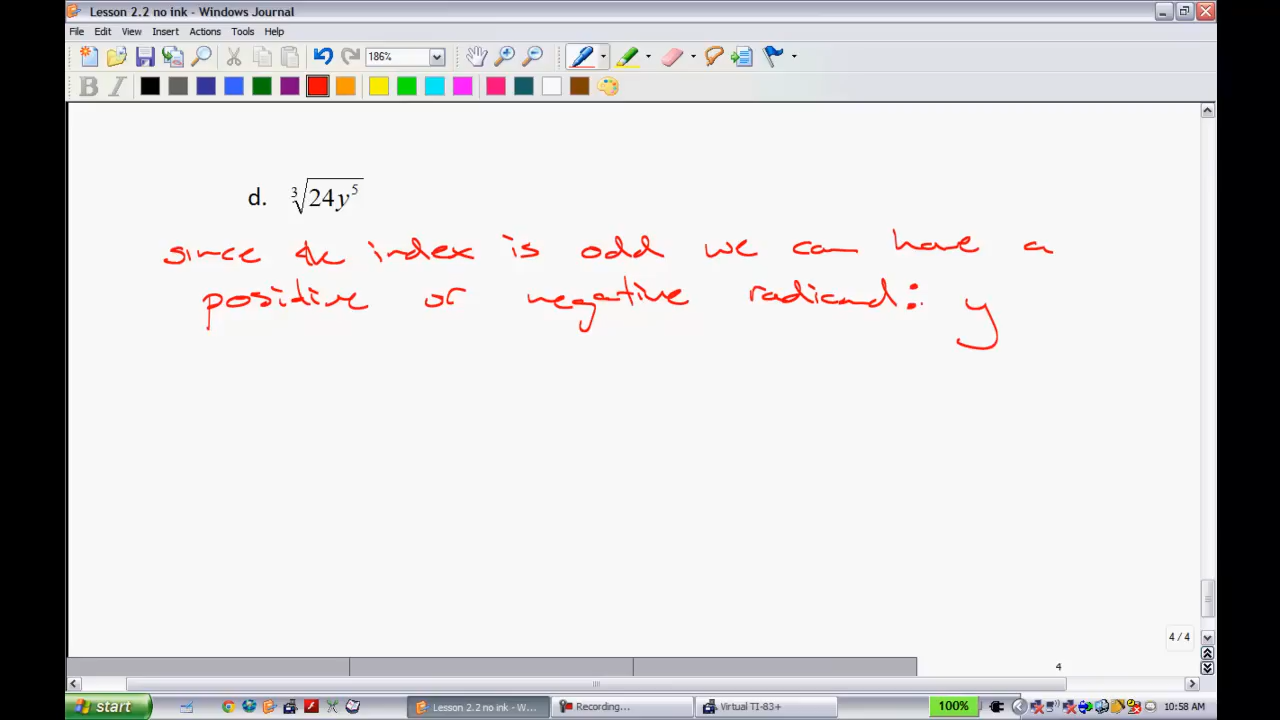 Lesson 2.2 no ink - Windows Journal
File Edit View Insert Actions Tools Help
186%
B I
d. ∛24y⁵
since the index is odd we can have a
positive or negative radicand: y
4 / 4
4
start Lesson 2.2 no ink - W... Recording... Virtual TI-83+ 100% 10:58 AM